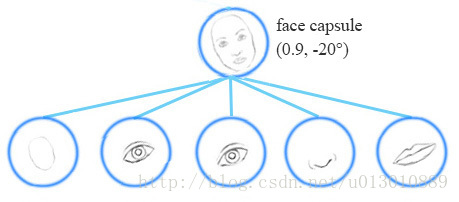 face capsule
(0.9, -20°)
http://blog.csdn.net/u013010889